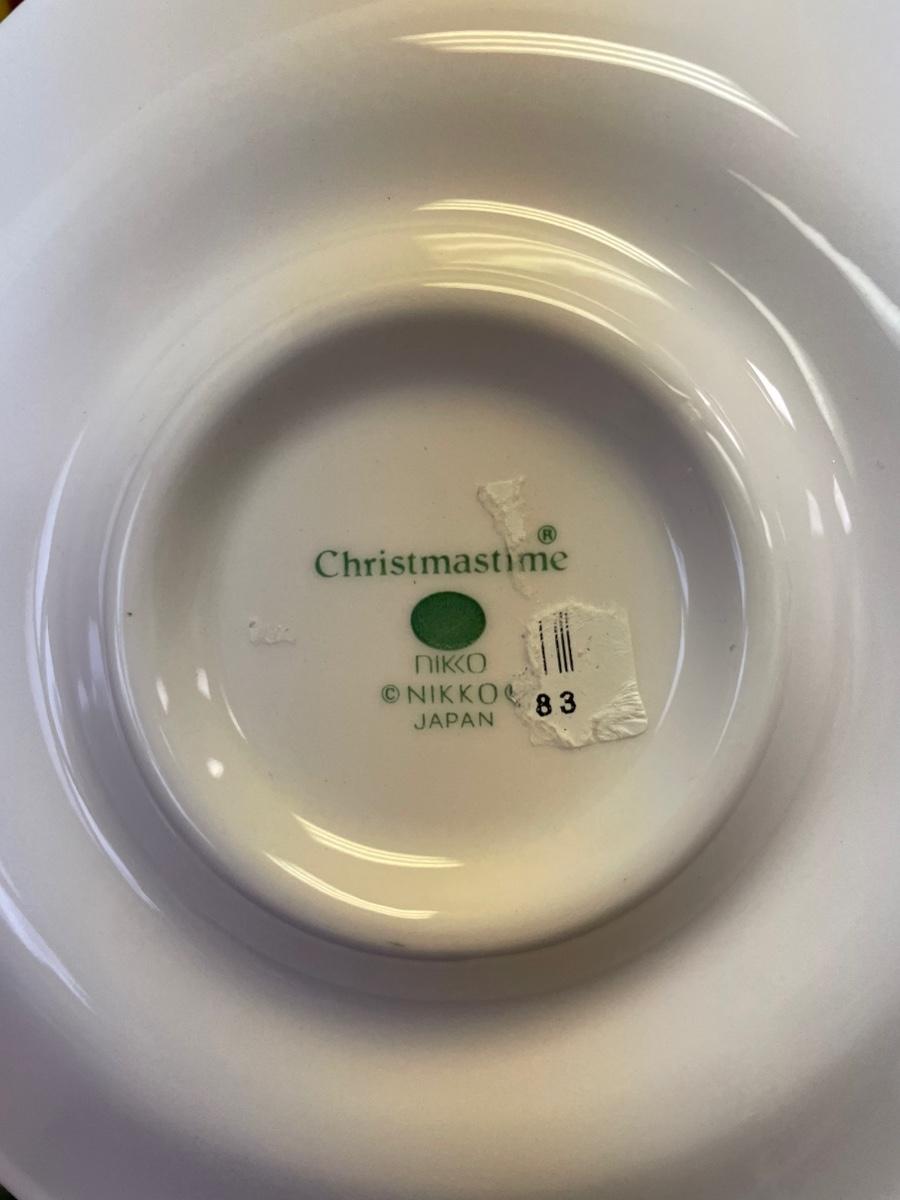 Christmastime®
nikko
© NIKKO
JAPAN
83